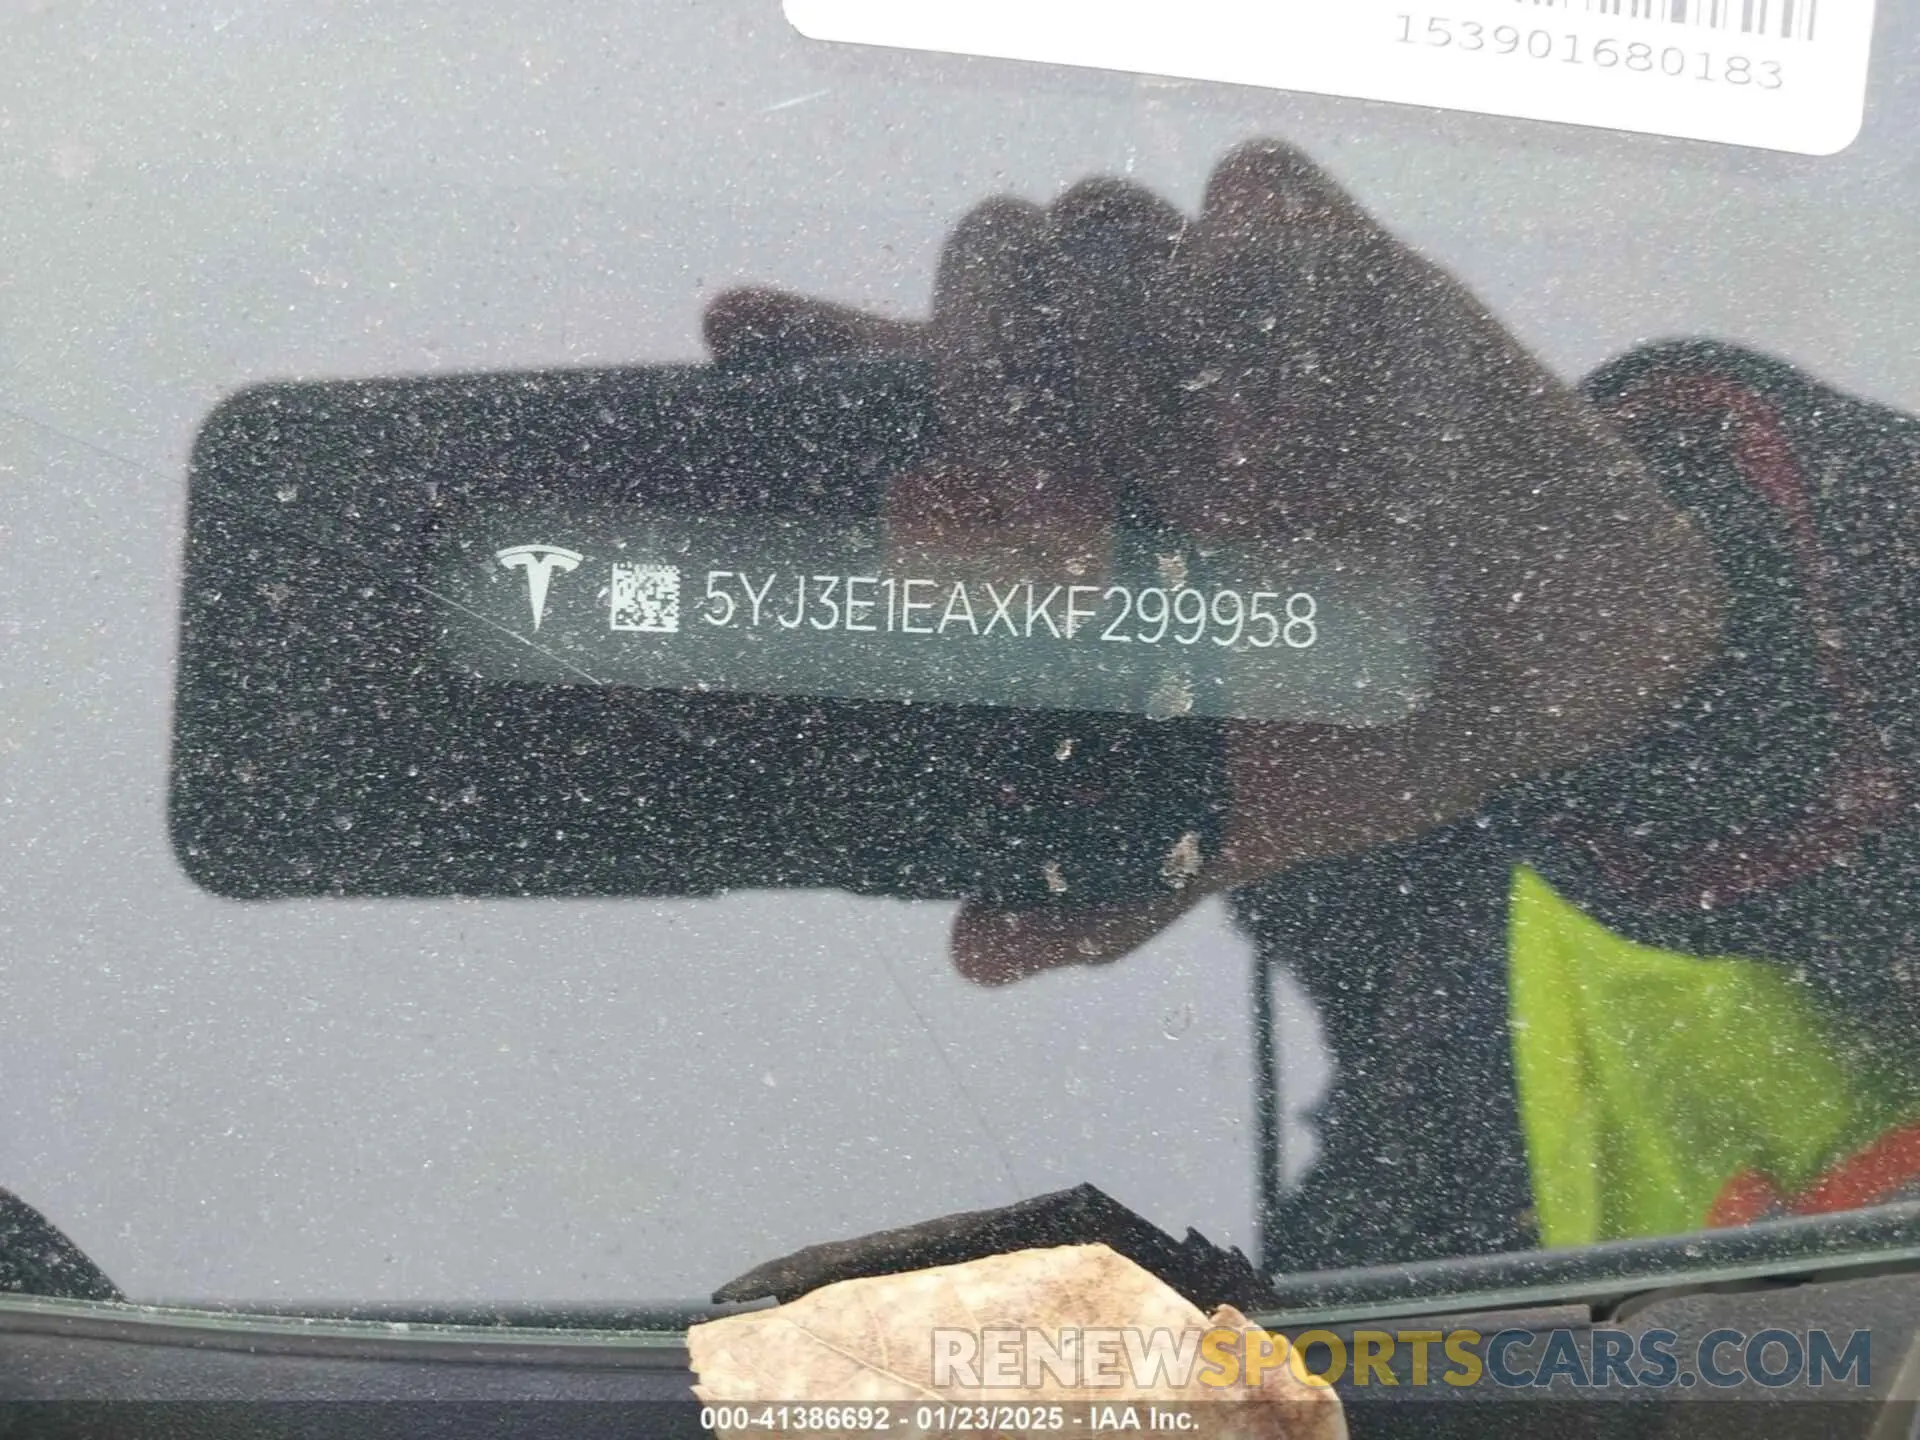 153901680183
5YJ3E1EAXKF299958
RENEWSPORTSCARS.COM
000-41386692 - 01/23/2025 - IAA Inc.